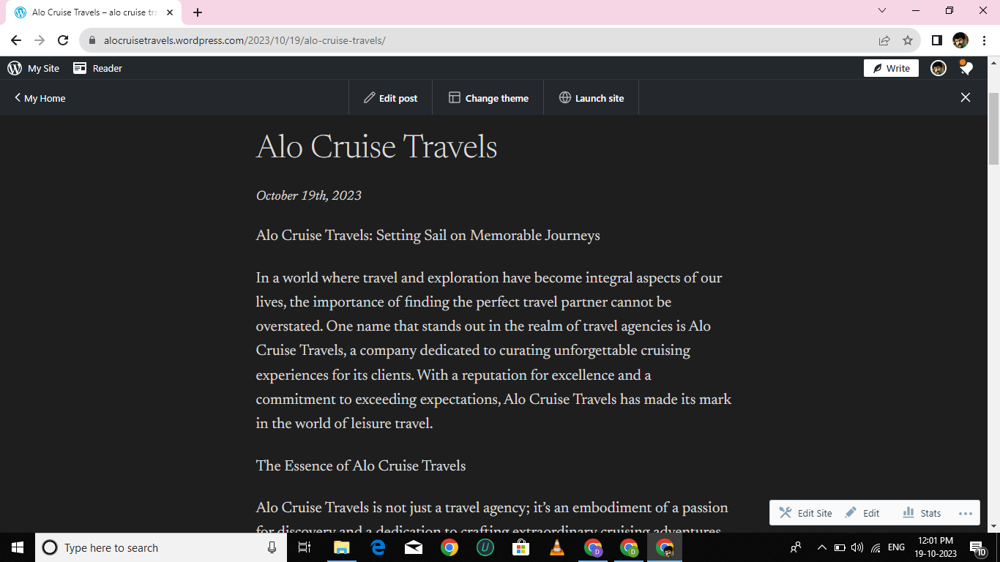 Alo Cruise Travels – alo cruise tra
alocruisetravels.wordpress.com/2023/10/19/alo-cruise-travels/
My Site Reader Write
My Home Edit post Change theme Launch site
Alo Cruise Travels
October 19th, 2023
Alo Cruise Travels: Setting Sail on Memorable Journeys
In a world where travel and exploration have become integral aspects of our
lives, the importance of finding the perfect travel partner cannot be
overstated. One name that stands out in the realm of travel agencies is Alo
Cruise Travels, a company dedicated to curating unforgettable cruising
experiences for its clients. With a reputation for excellence and a
commitment to exceeding expectations, Alo Cruise Travels has made its mark
in the world of leisure travel.
The Essence of Alo Cruise Travels
Alo Cruise Travels is not just a travel agency; it’s an embodiment of a passion
for discovery and a dedication to crafting extraordinary cruising adventures
Edit Site Edit Stats
Type here to search
ENG
12:01 PM
19-10-2023
10